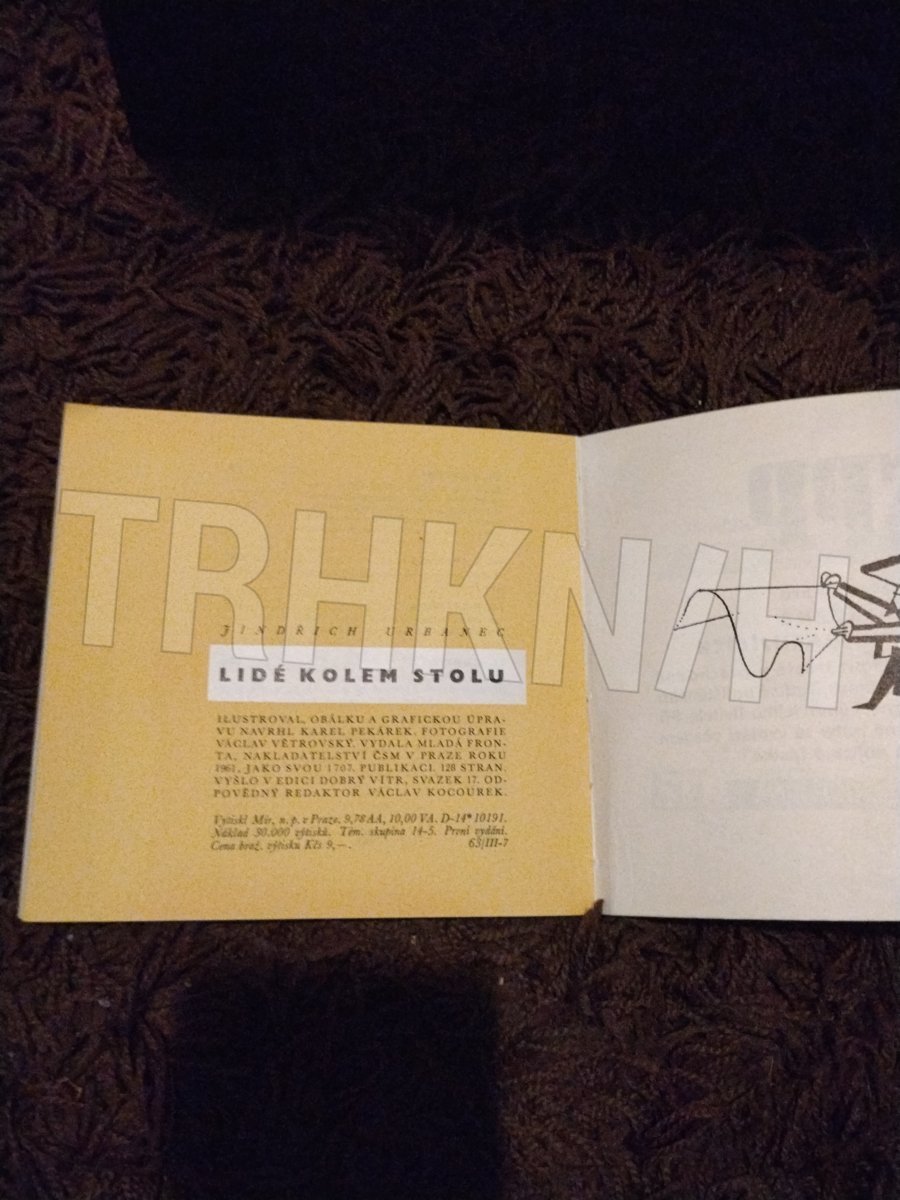 TRHKNIH
JINDŘICH URBANEC
LIDÉ KOLEM STOLU
ILUSTROVAL, OBÁLKU A GRAFICKOU ÚPRA-
VU NAVRHL KAREL PEKÁREK. FOTOGRAFIE
VÁCLAV VĚTROVSKÝ. VYDALA MLADÁ FRON-
TA, NAKLADATELSTVÍ ČSM V PRAZE ROKU
1961, JAKO SVOU 1707. PUBLIKACI. 128 STRAN.
VYŠLO V EDICI DOBRÝ VÍTR, SVAZEK 17. OD-
POVĚDNÝ REDAKTOR VÁCLAV KOCOUREK.
Vytiskl Mír, n. p. v Praze. 9,78 AA, 10,00 VA. D-14*10191.
Náklad 30.000 výtisků. Tém. skupina 14-5. První vydání.
Cena brož. výtisku Kčs 9,—. 63/III-7